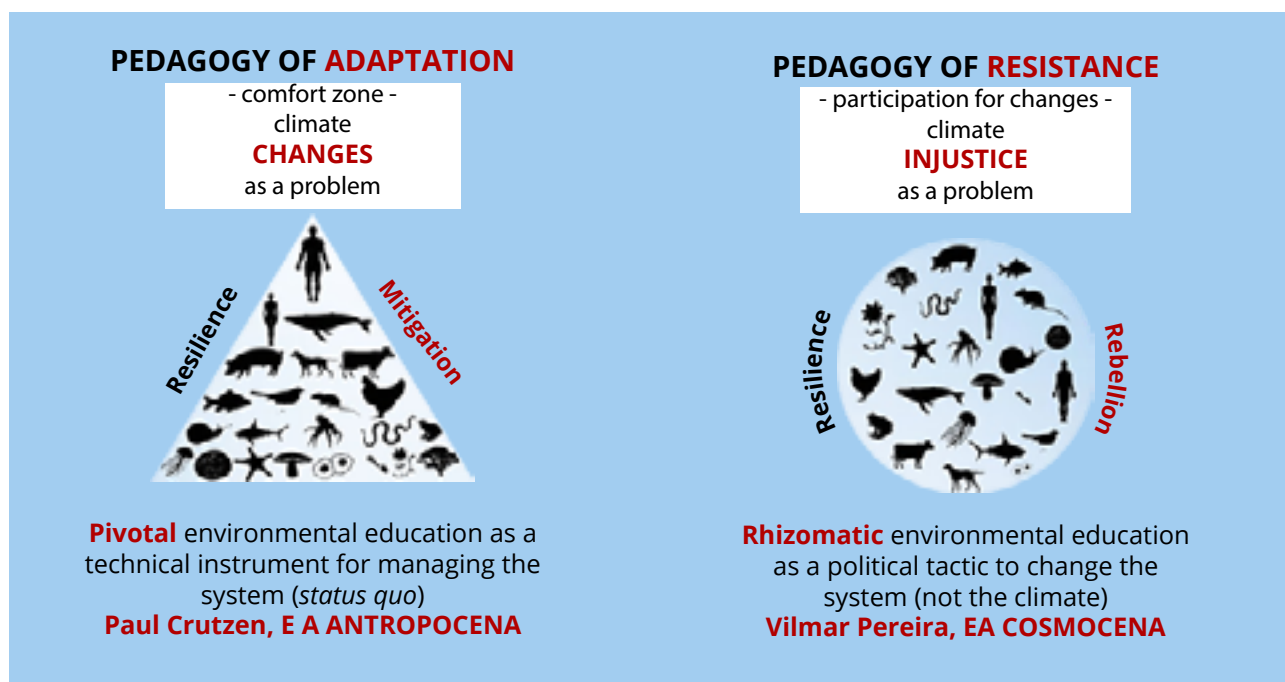 PEDAGOGY OF ADAPTATION
- comfort zone -
climate
CHANGES
as a problem
Resilience
Mitigation
Pivotal environmental education as a
technical instrument for managing the
system (status quo)
Paul Crutzen, E A ANTROPOCENA
PEDAGOGY OF RESISTANCE
- participation for changes -
climate
INJUSTICE
as a problem
Resilience
Rebellion
Rhizomatic environmental education
as a political tactic to change the
system (not the climate)
Vilmar Pereira, EA COSMOCENA